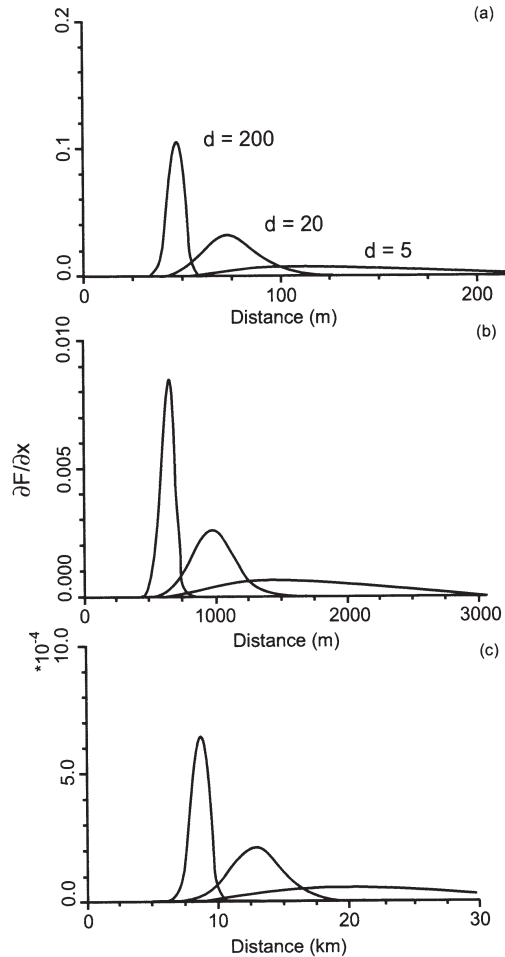 (a)
0.2
0.1
0.0
d = 200
d = 20
d = 5
0
100
200
Distance (m)
(b)
0.010
0.005
0.000
∂F/∂x
0
1000
2000
3000
Distance (m)
(c)
*10-4
10.0
5.0
0.0
0
10
20
30
Distance (km)